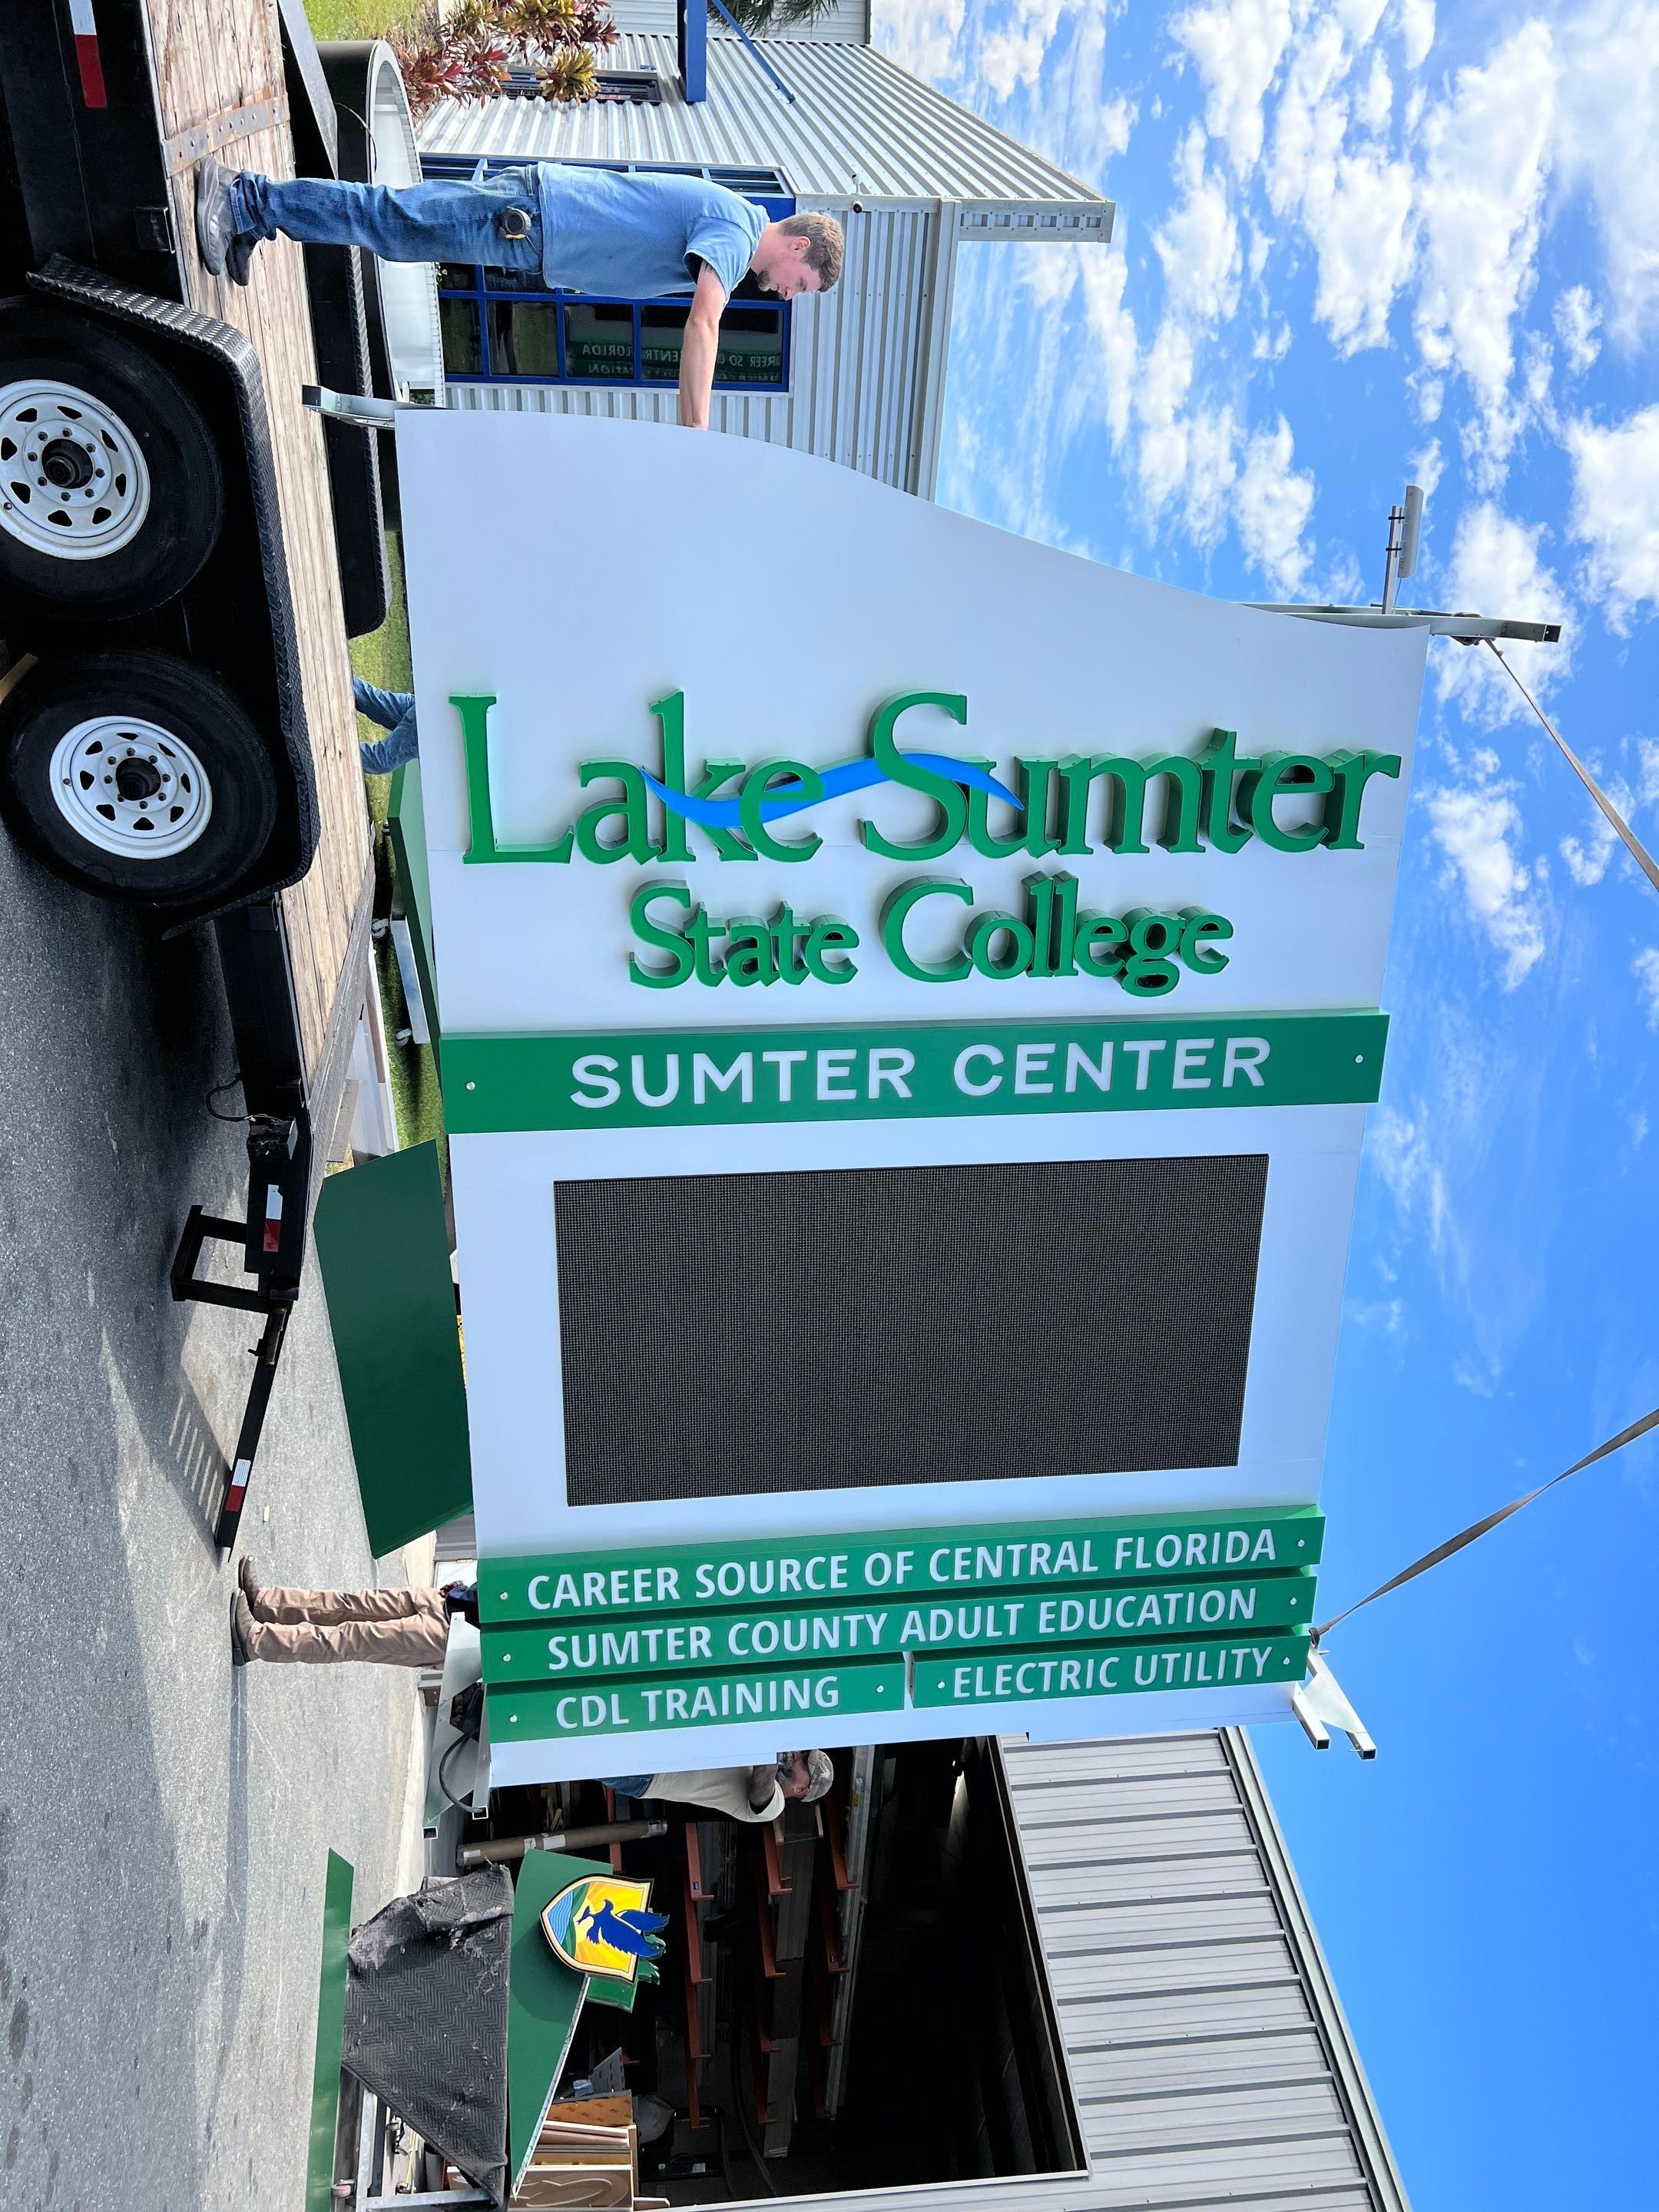 Lake Sumter
State College
SUMTER CENTER
CAREER SOURCE OF CENTRAL FLORIDA
SUMTER COUNTY ADULT EDUCATION
CDL TRAINING
ELECTRIC UTILITY